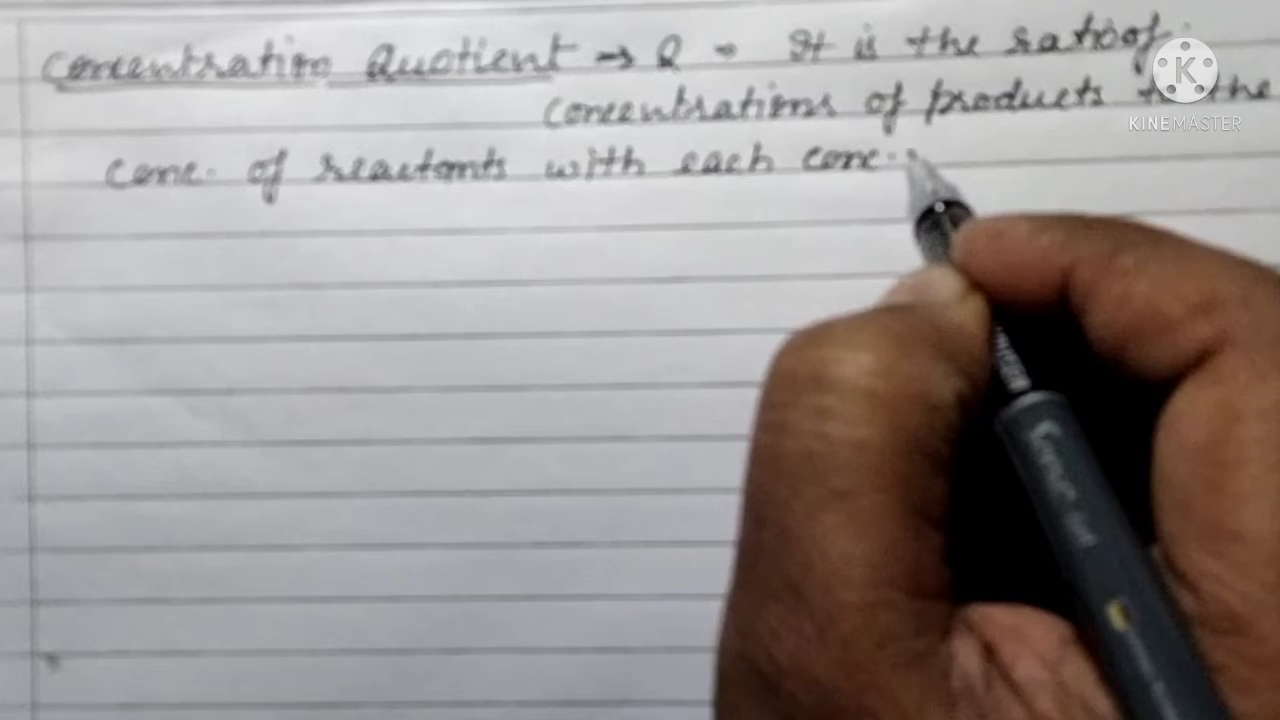 Concentration Quotient → Q → It is the ratio of
concentrations of products to the
conc. of reactants with each conc.
KINEMASTER